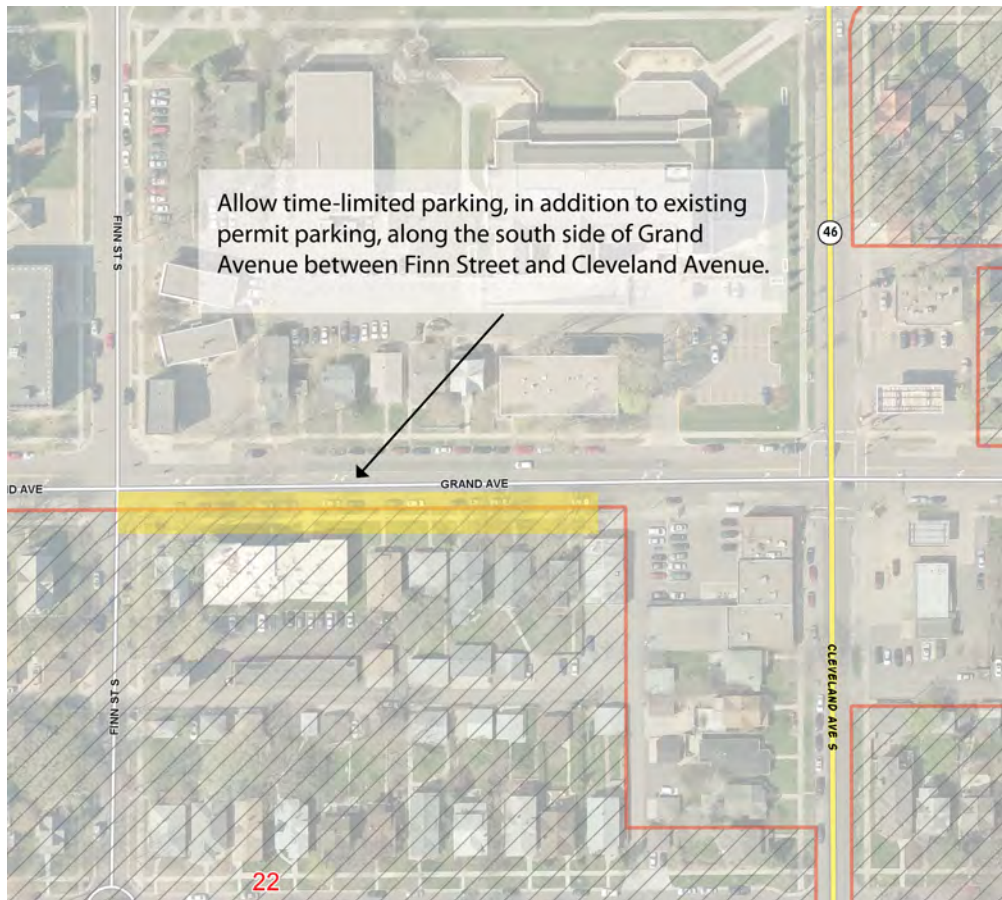 FINN ST S
Allow time-limited parking, in addition to existing
permit parking, along the south side of Grand
Avenue between Finn Street and Cleveland Avenue.
46
D AVE
GRAND AVE
FINN ST S
CLEVELAND AVE S
22